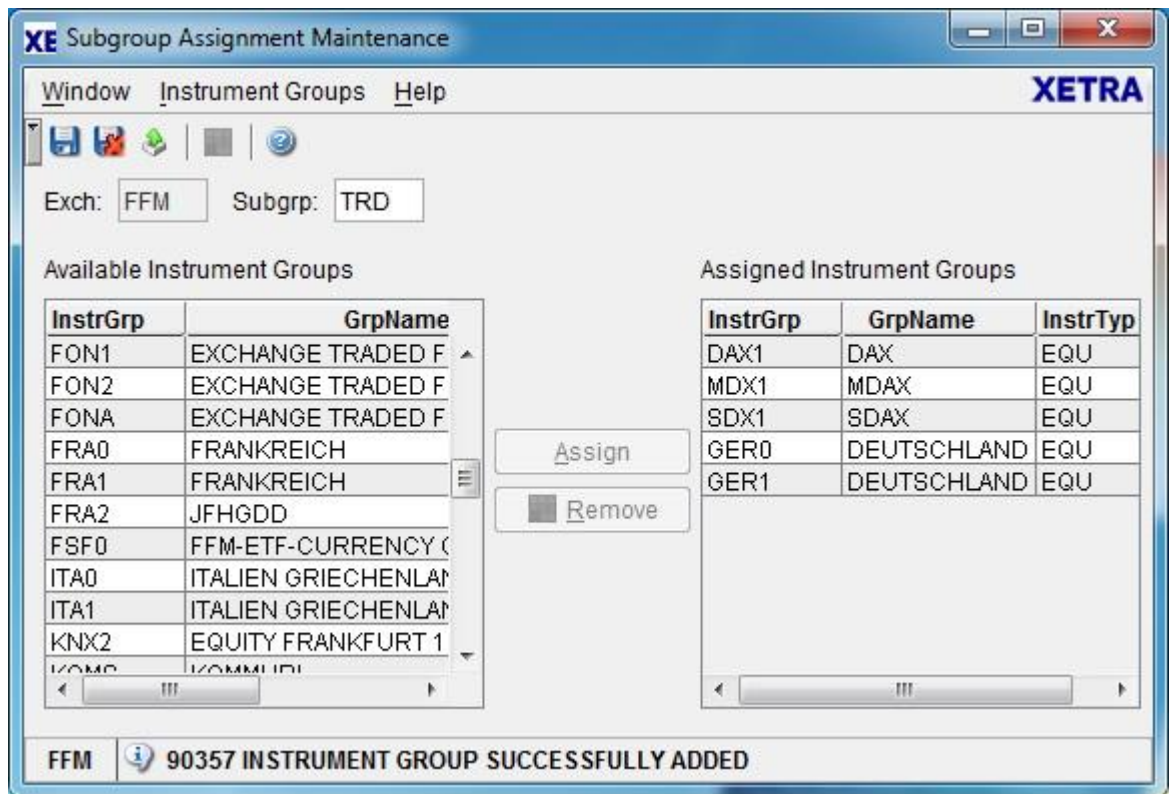 XE Subgroup Assignment Maintenance
Window Instrument Groups Help XETRA
Exch: FFM Subgrp: TRD
Available Instrument Groups
InstrGrp GrpName
FON1 EXCHANGE TRADED F
FON2 EXCHANGE TRADED F
FONA EXCHANGE TRADED F
FRA0 FRANKREICH
FRA1 FRANKREICH
FRA2 JFHGDD
FSF0 FFM-ETF-CURRENCY
ITA0 ITALIEN GRIECHENLAN
ITA1 ITALIEN GRIECHENLAN
KNX2 EQUITY FRANKFURT 1
Assign
Remove
Assigned Instrument Groups
InstrGrp GrpName InstrTyp
DAX1 DAX EQU
MDX1 MDAX EQU
SDX1 SDAX EQU
GER0 DEUTSCHLAND EQU
GER1 DEUTSCHLAND EQU
FFM 90357 INSTRUMENT GROUP SUCCESSFULLY ADDED